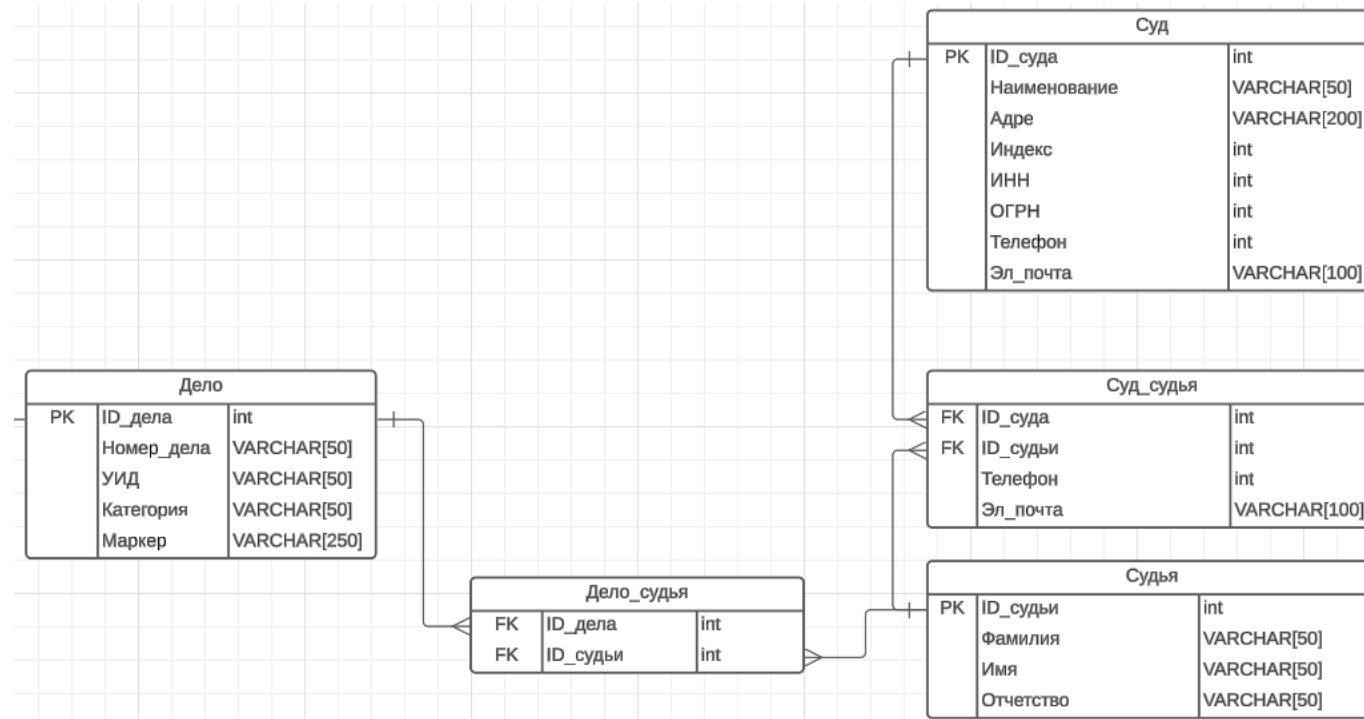 Суд
PK ID_суда int
Наименование VARCHAR[50]
Адре VARCHAR[200]
Индекс int
ИНН int
ОГРН int
Телефон int
Эл_почта VARCHAR[100]
Дело
PK ID_дела int
Номер_дела VARCHAR[50]
УИД VARCHAR[50]
Категория VARCHAR[50]
Маркер VARCHAR[250]
Суд_судья
FK ID_суда int
FK ID_судьи int
Телефон int
Эл_почта VARCHAR[100]
Дело_судья
FK ID_дела int
FK ID_судьи int
Судья
PK ID_судьи int
Фамилия VARCHAR[50]
Имя VARCHAR[50]
Отчетство VARCHAR[50]